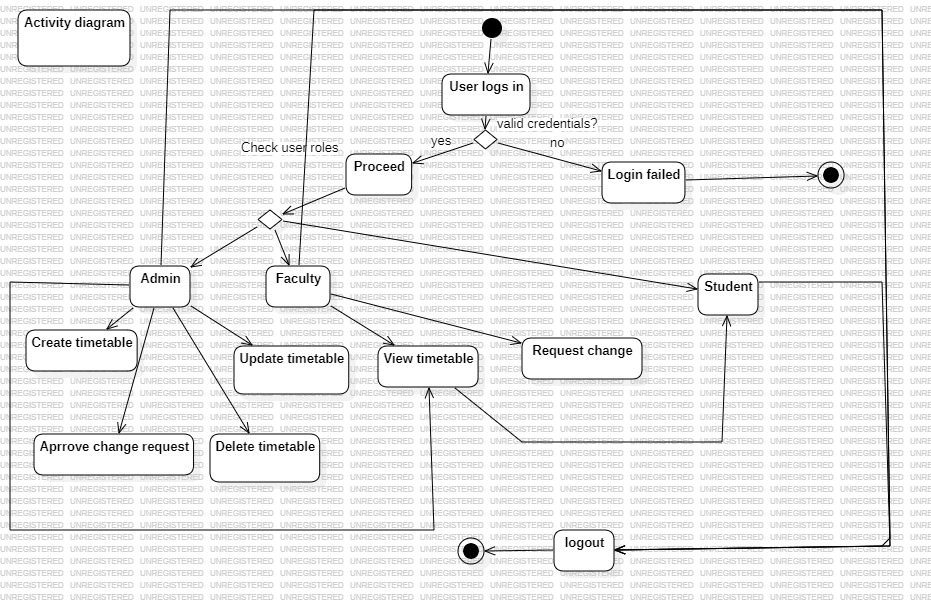 Activity diagram
User logs in
valid credentials?
yes
no
Check user roles
Proceed
Login failed
Admin
Faculty
Student
Create timetable
Update timetable
View timetable
Request change
Aprrove change request
Delete timetable
logout
UNREGISTERED